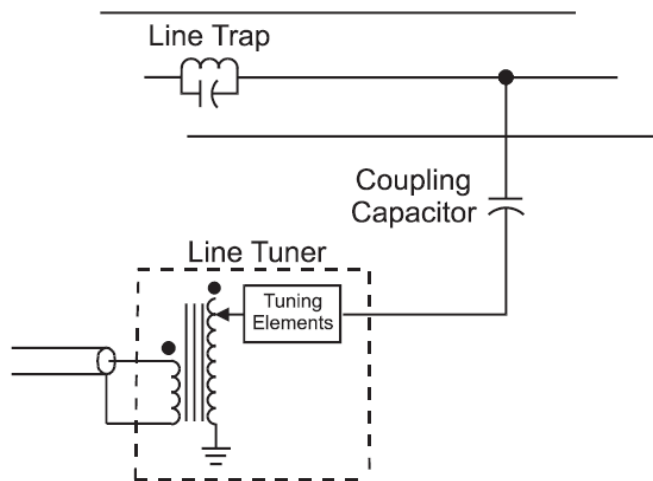 Line Trap
Coupling
Capacitor
Line Tuner
Tuning
Elements